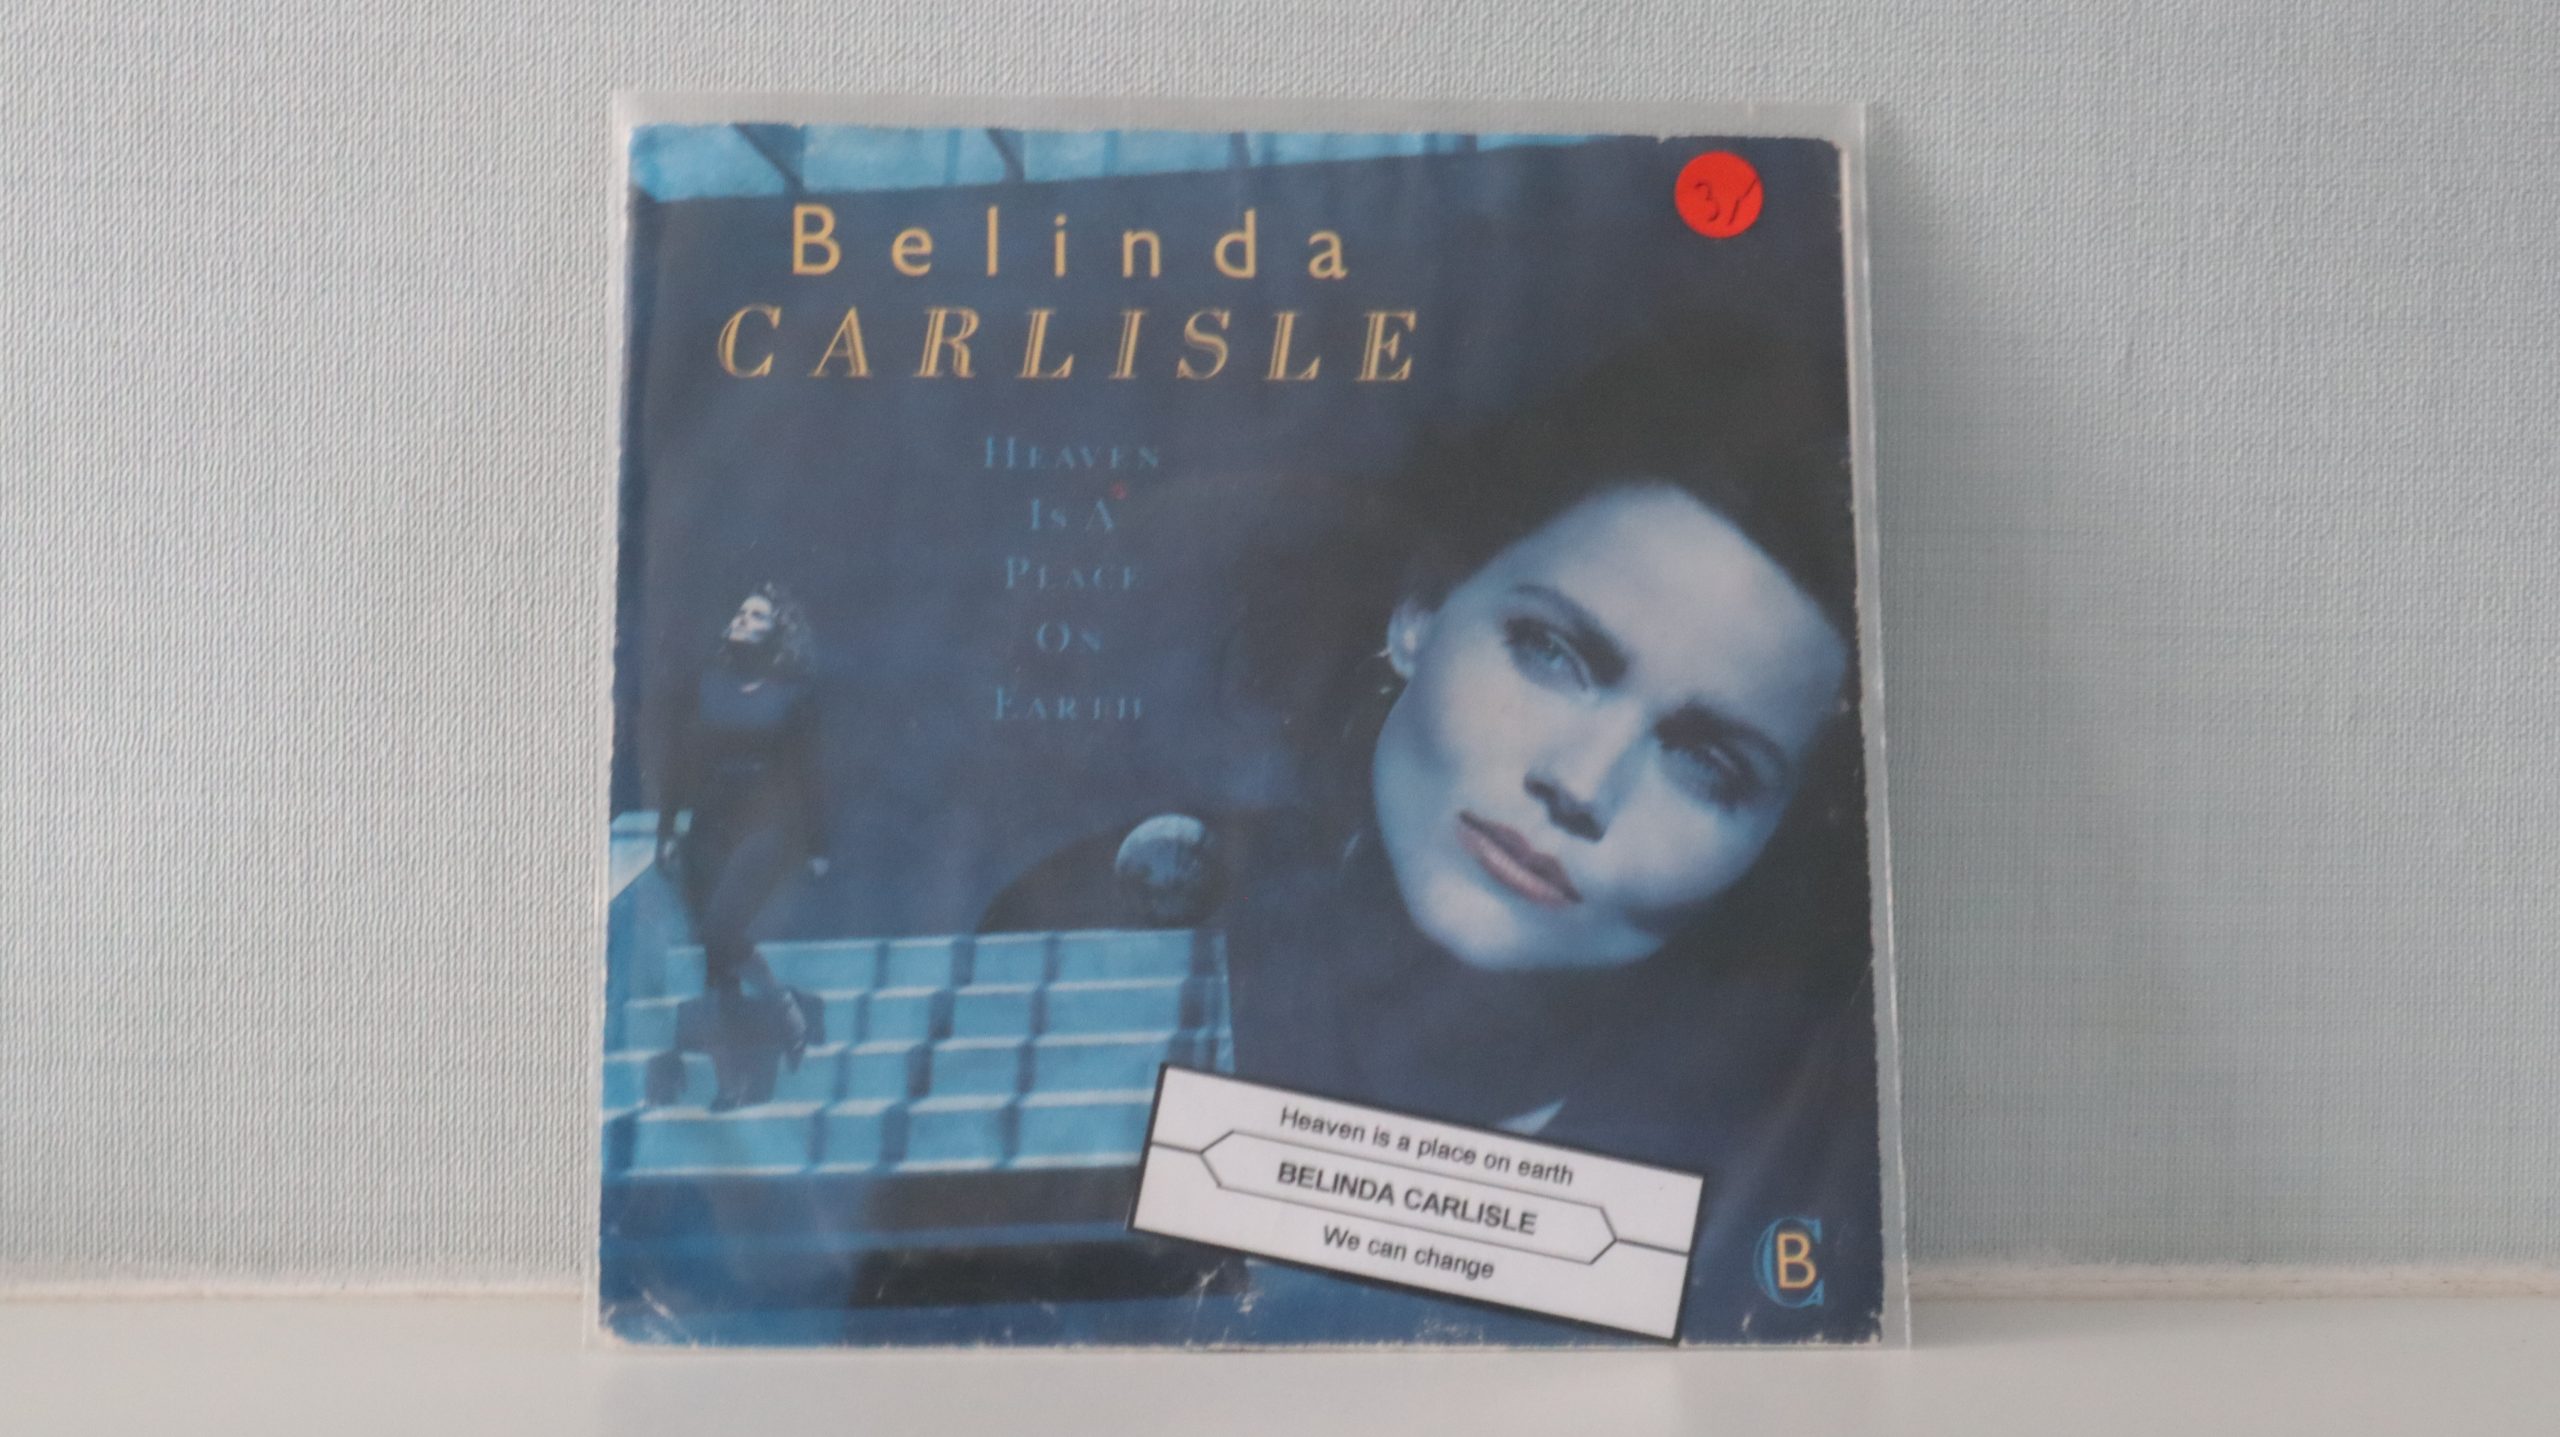 Belinda
CARLISLE
HEAVEN
IS A
PLACE
ON
EARTH
Heaven is a place on earth
BELINDA CARLISLE
We can change
CB